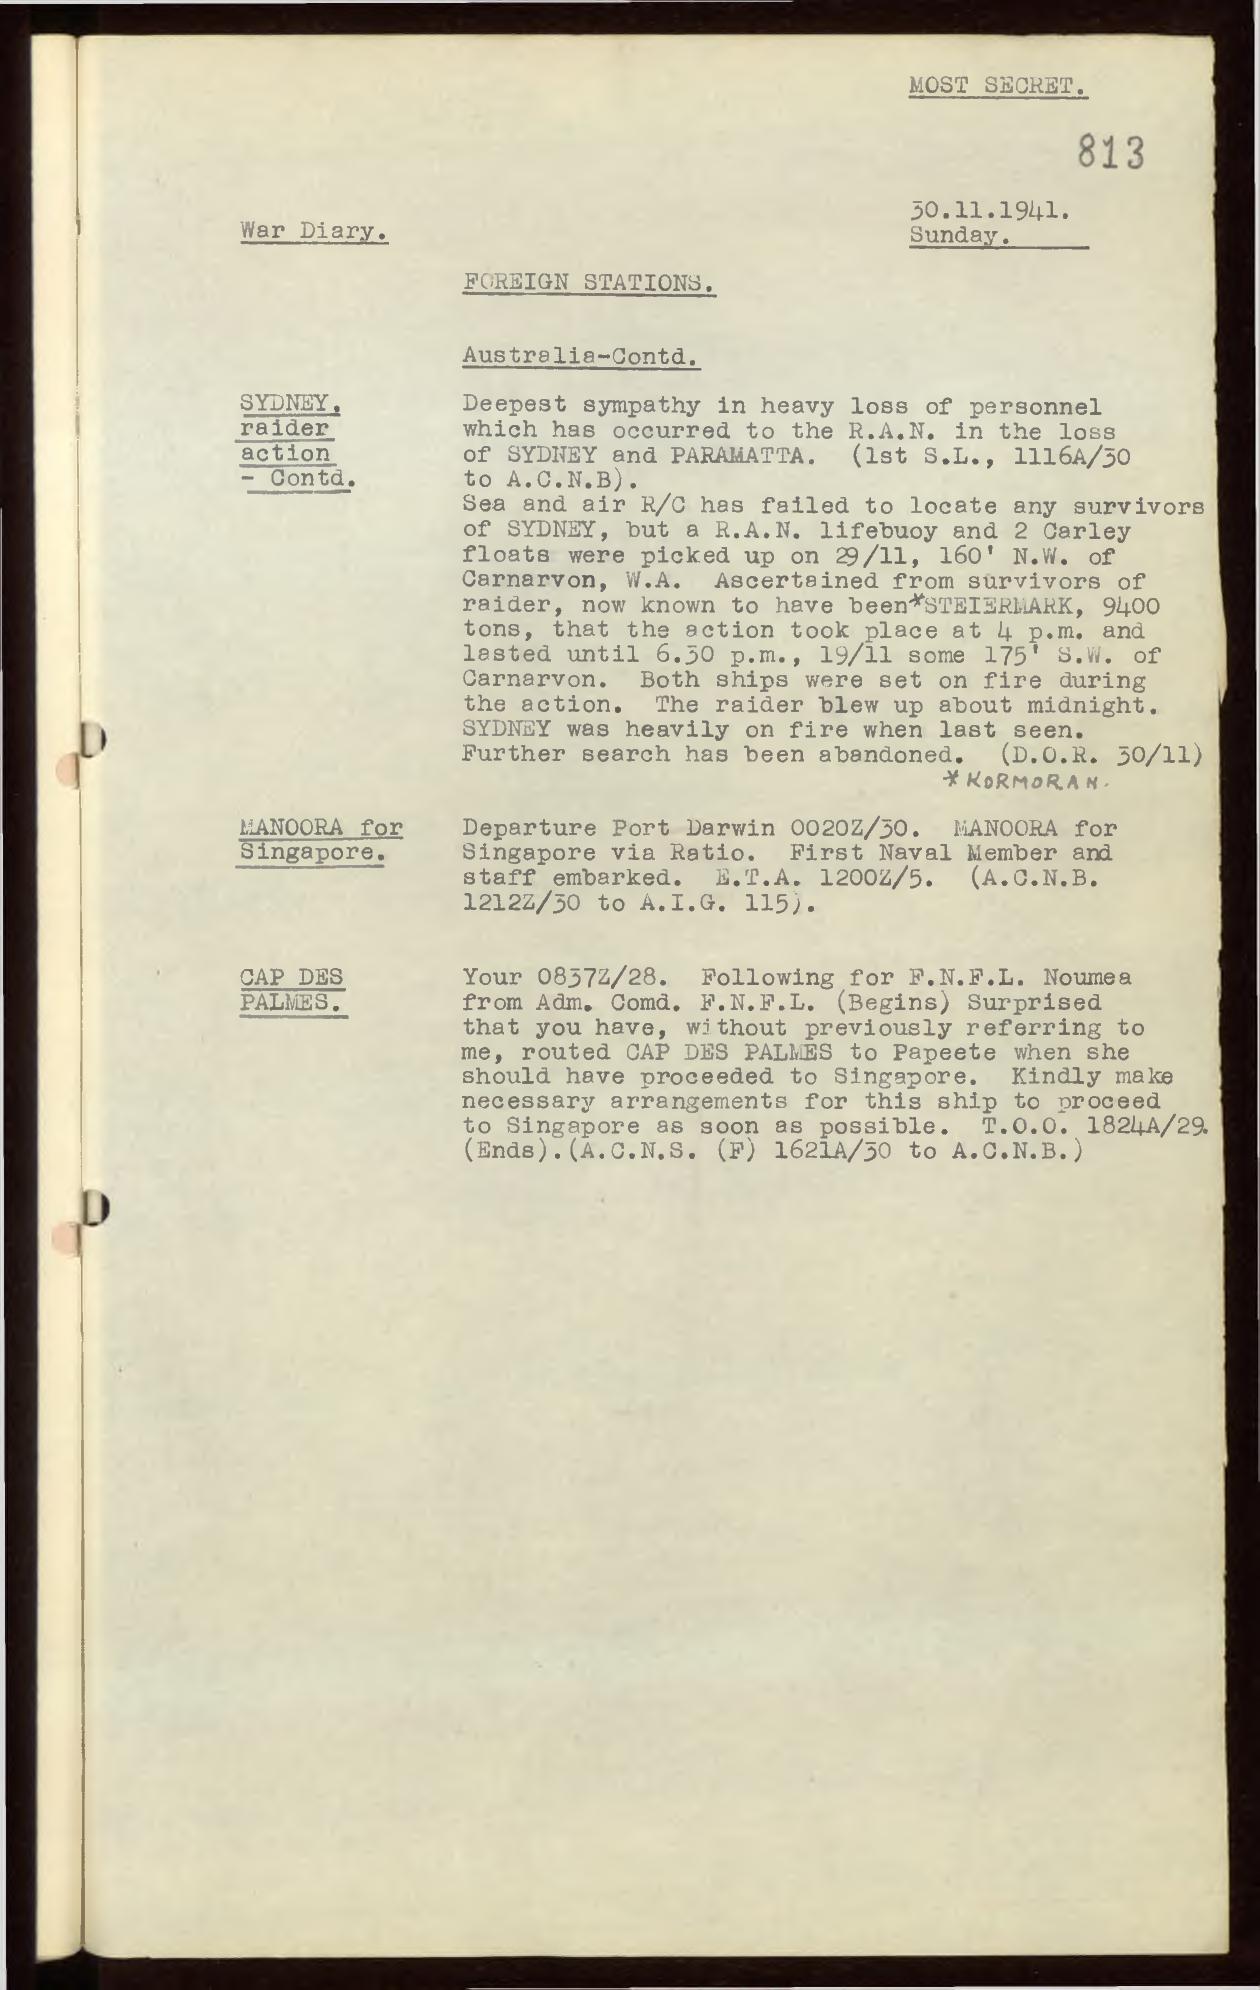 MOST SECRET.
813
30.11.1941.
War Diary.
Sunday.
FOREIGN STATIONS.
Australia-Contd.
SYDNEY,
raider
action
- Contd.
Deepest sympathy in heavy loss of personnel
which has occurred to the R.A.N. in the loss
of SYDNEY and PARAMATTA. (1st S.L., 1116A/30
to A.C.N.B).
Sea and air R/C has failed to locate any survivors
of SYDNEY, but a R.A.N. lifebuoy and 2 Carley
floats were picked up on 29/11, 160' N.W. of
Carnarvon, W.A. Ascertained from survivors of
raider, now known to have been*STEIERMARK, 9400
tons, that the action took place at 4 p.m. and
lasted until 6.30 p.m., 19/11 some 175' S.W. of
Carnarvon. Both ships were set on fire during
the action. The raider blew up about midnight.
SYDNEY was heavily on fire when last seen.
Further search has been abandoned. (D.O.R. 30/11)
* KORMORAN.
MANOORA for
Singapore.
Departure Port Darwin 0020Z/30. MANOORA for
Singapore via Ratio. First Naval Member and
staff embarked. E.T.A. 1200Z/5. (A.C.N.B.
1212Z/30 to A.I.G. 115).
CAP DES
PALMES.
Your 0837Z/28. Following for F.N.F.L. Noumea
from Adm. Comd. F.N.F.L. (Begins) Surprised
that you have, without previously referring to
me, routed CAP DES PALMES to Papeete when she
should have proceeded to Singapore. Kindly make
necessary arrangements for this ship to proceed
to Singapore as soon as possible. T.O.O. 1824A/29.
(Ends).(A.C.N.S. (F) 1621A/30 to A.C.N.B.)